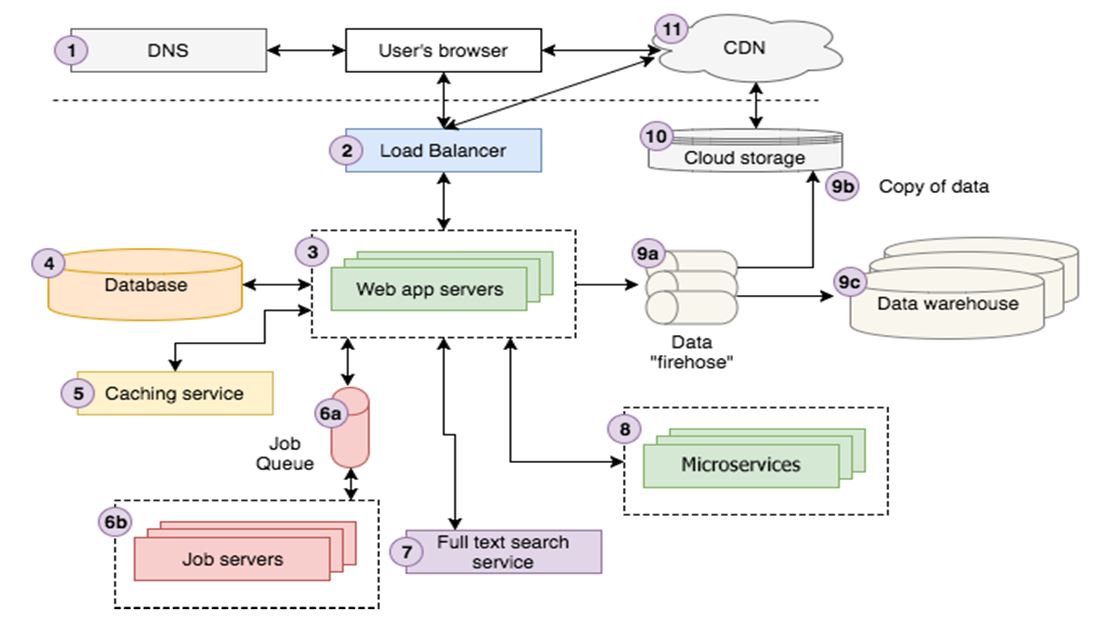 1
DNS
User's browser
11
CDN
2
Load Balancer
10
Cloud storage
9b
Copy of data
3
Web app servers
4
Database
9a
Data
"firehose"
9c
Data warehouse
5
Caching service
6a
Job
Queue
8
Microservices
6b
Job servers
7
Full text search
service